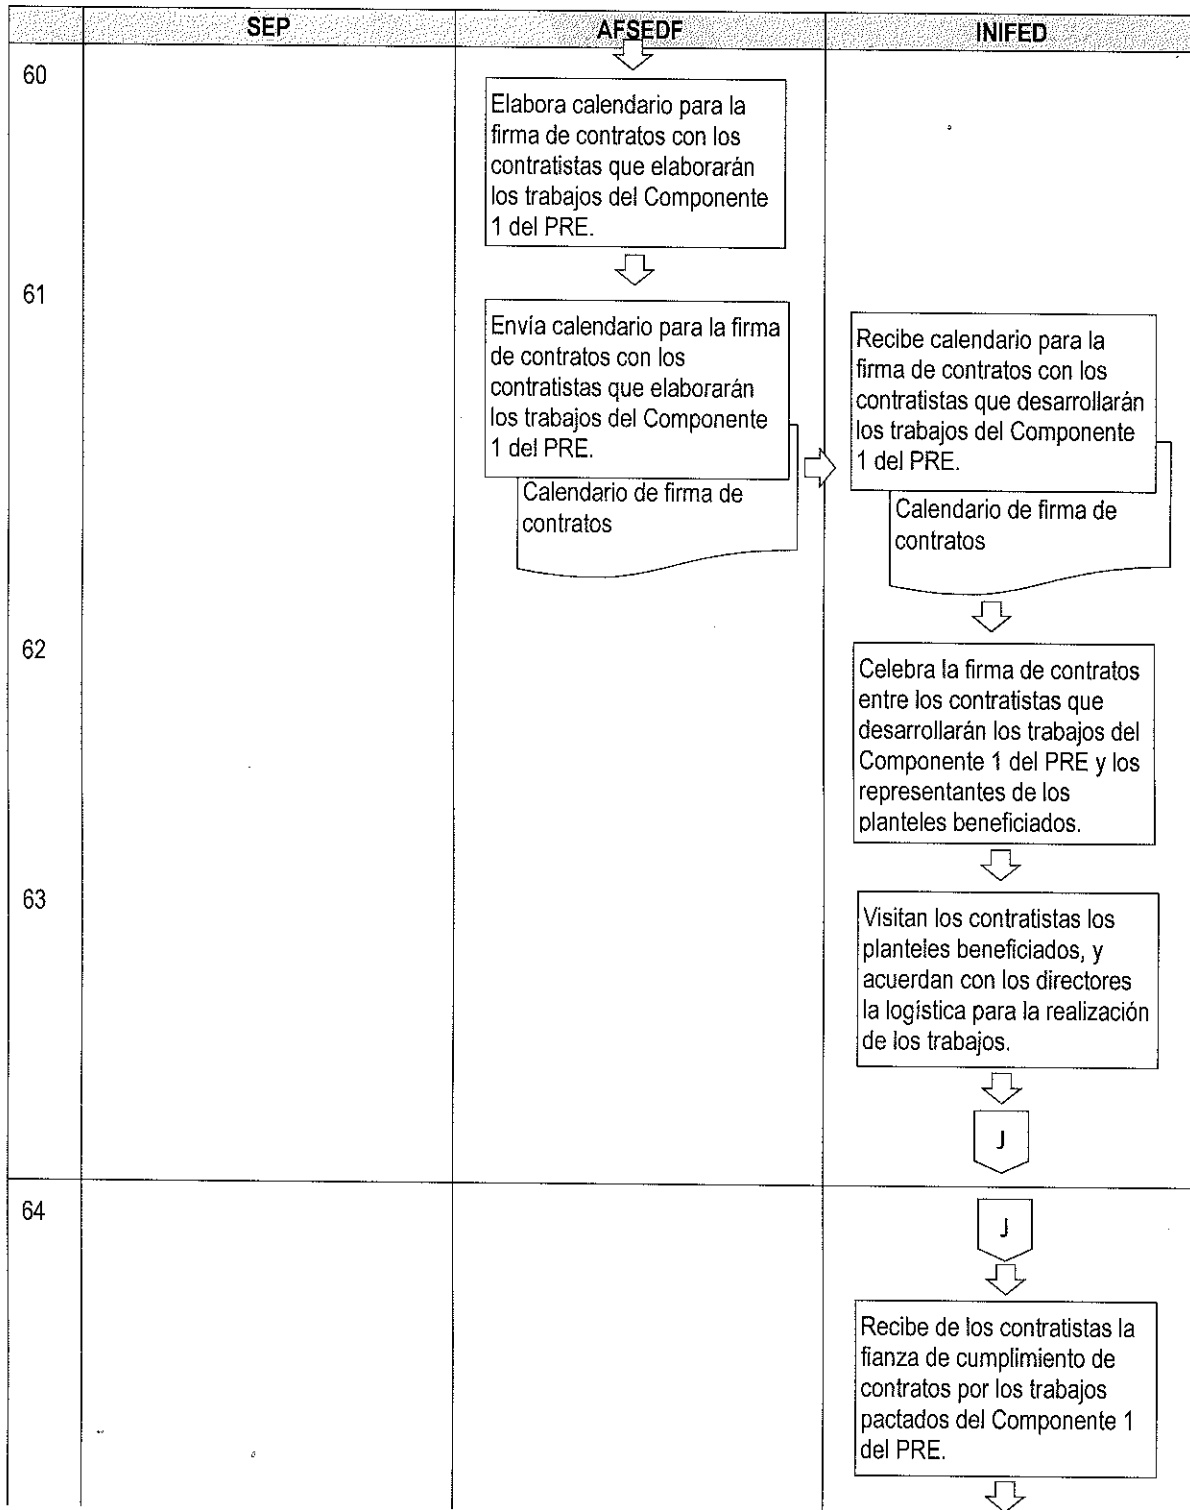 SEP
AFSEDF
INIFED
60
Elabora calendario para la
firma de contratos con los
contratistas que elaborarán
los trabajos del Componente
1 del PRE.
61
Envía calendario para la firma
de contratos con los
contratistas que elaborarán
los trabajos del Componente
1 del PRE.
Calendario de firma de
contratos
Recibe calendario para la
firma de contratos con los
contratistas que desarrollarán
los trabajos del Componente
1 del PRE.
Calendario de firma de
contratos
62
Celebra la firma de contratos
entre los contratistas que
desarrollarán los trabajos del
Componente 1 del PRE y los
representantes de los
planteles beneficiados.
63
Visitan los contratistas los
planteles beneficiados, y
acuerdan con los directores
la logística para la realización
de los trabajos.
J
64
J
Recibe de los contratistas la
fianza de cumplimiento de
contratos por los trabajos
pactados del Componente 1
del PRE.